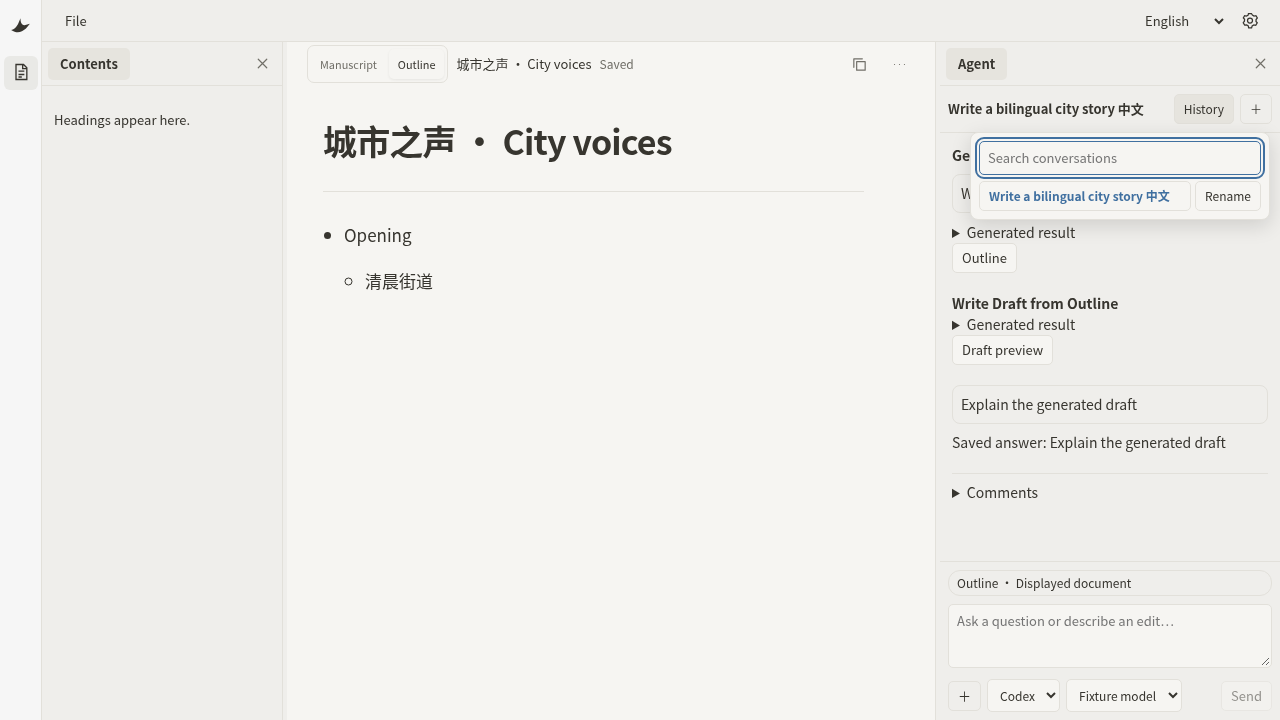 File
English
Contents
Headings appear here.
Manuscript
Outline
城市之声 • City voices
Saved
城市之声 • City voices
Opening
清晨街道
Agent
Write a bilingual city story 中文
History
Search conversations
Write a bilingual city story 中文
Rename
Generated result
Outline
Write Draft from Outline
Generated result
Draft preview
Explain the generated draft
Saved answer: Explain the generated draft
Comments
Outline • Displayed document
Ask a question or describe an edit…
Codex
Fixture model
Send